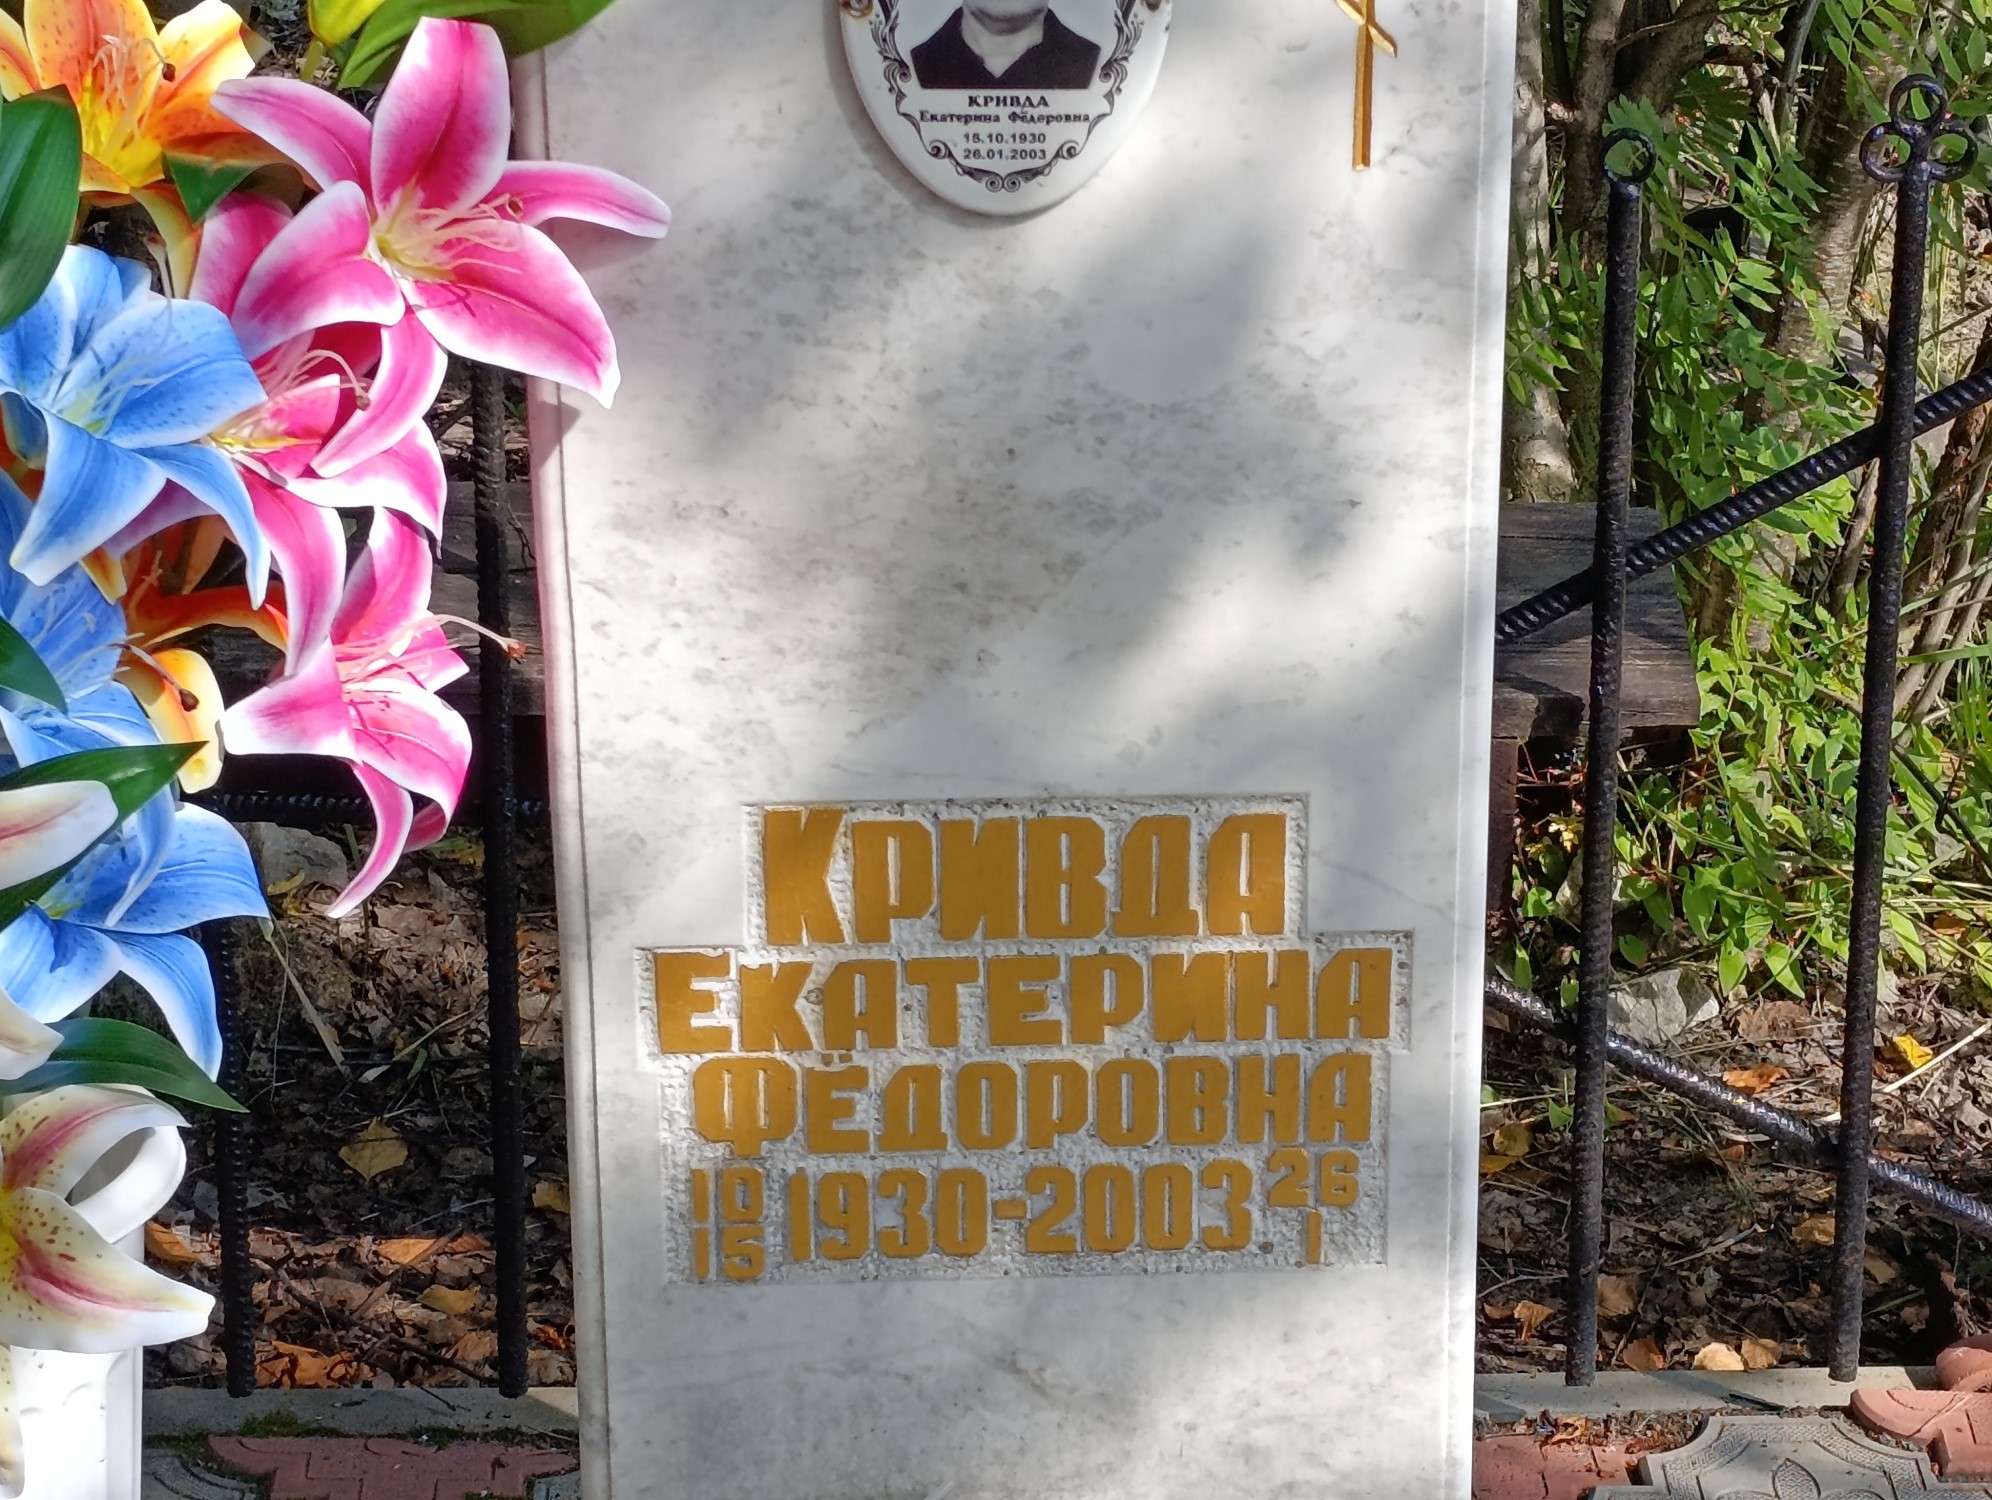 КРИВДА
Екатерина Фёдоровна
15.10.1930
26.01.2003
КРИВДА
ЕКАТЕРИНА
ФЁДОРОВНА
10 15 1930-2003 26 1